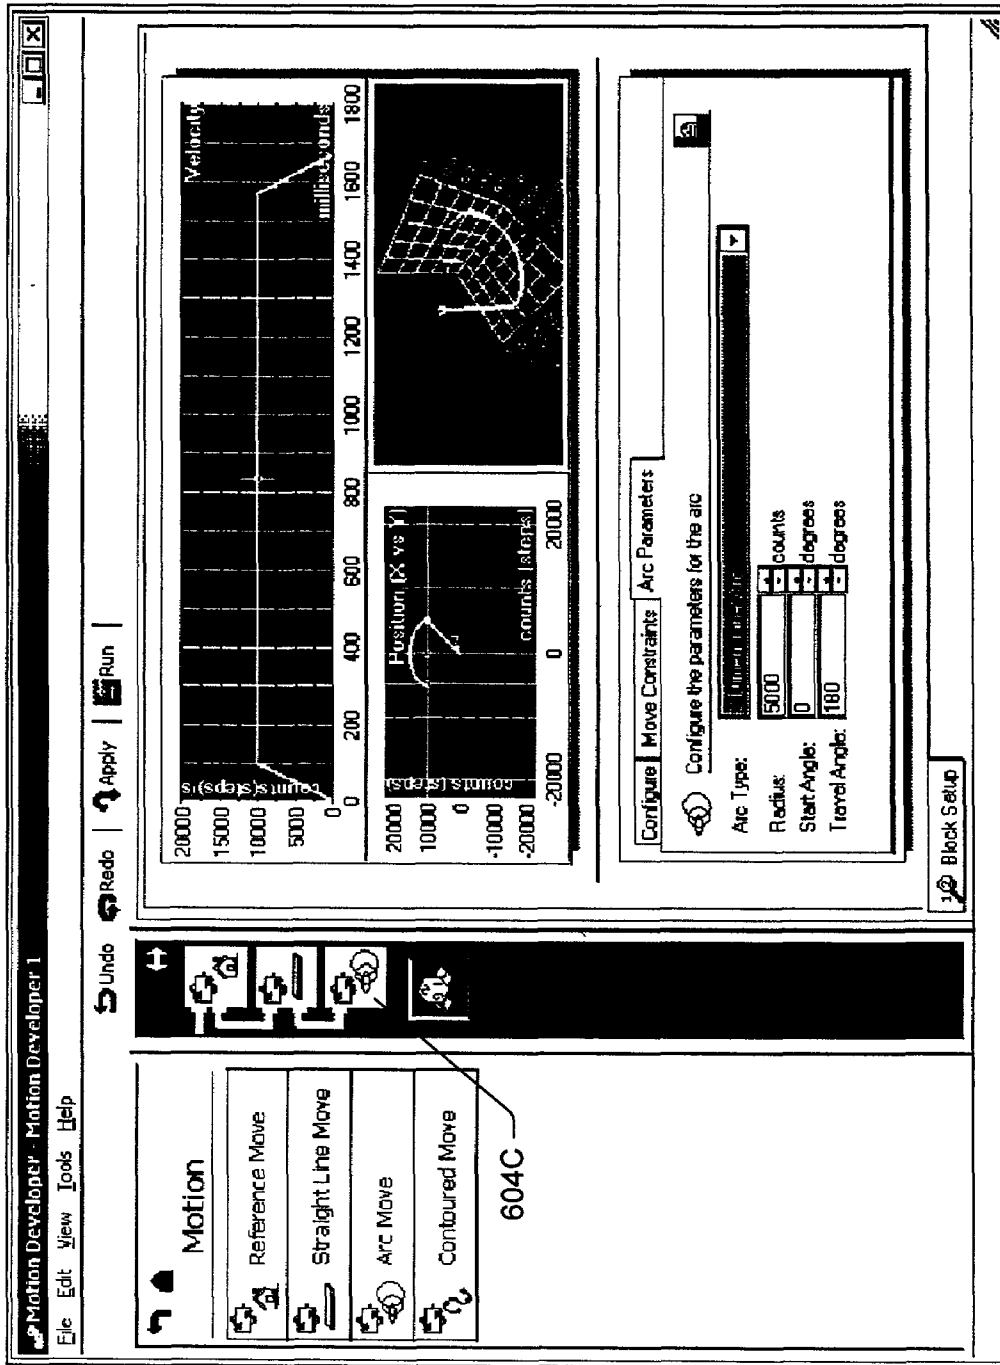 Motion Developer - Motion Developer 1
File Edit View Tools Help
Undo Redo Apply Run
Motion
Reference Move
Straight Line Move
Arc Move
Contoured Move
604C
Velocity
20000
15000
10000
5000
0
counts(steps)/s
milliseconds
0 200 400 600 800 1000 1200 1400 1600 1800
Position (X vs Y)
20000
10000
0
-10000
-20000
counts (steps)
counts (steps)
-20000 0 20000
Configure Move Constraints Arc Parameters
Configure the parameters for the arc
Arc Type:
Radius: 5000 counts
Start Angle: 0 degrees
Travel Angle: 180 degrees
Block Setup